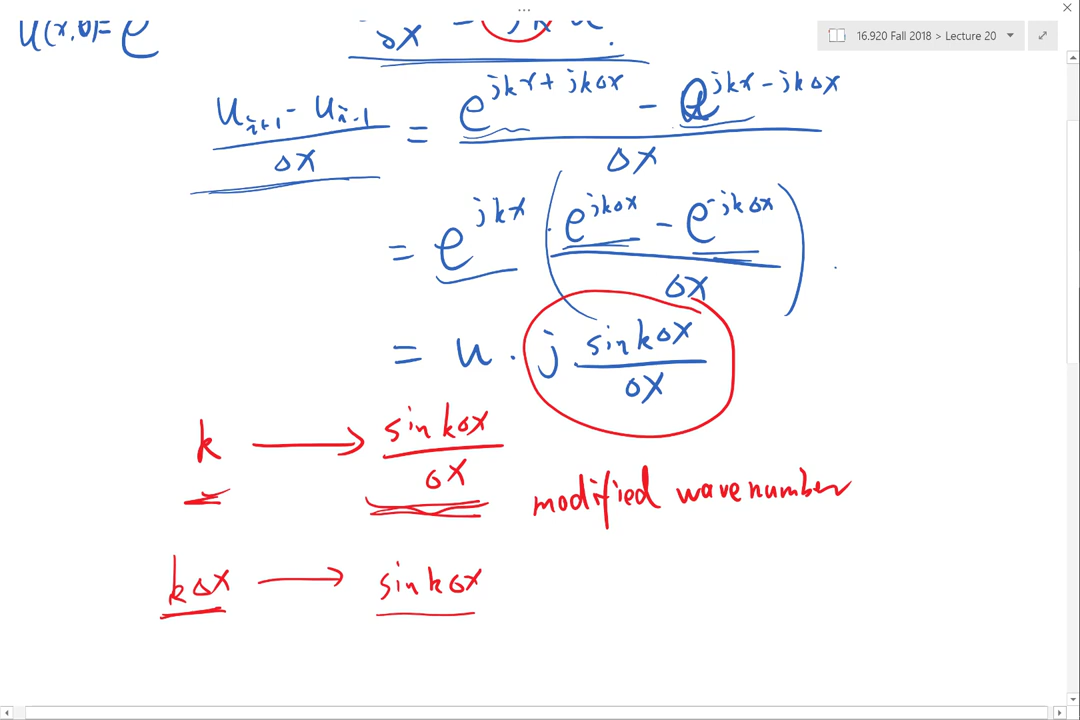 16.920 Fall 2018 > Lecture 20
u(x,0)= e
Δx
(u_{i+1} - u_{i-1})/Δx = (e^{jkx+jkΔx} - e^{jkx-jkΔx})/Δx
= e^{jkx} ((e^{jkΔx} - e^{-jkΔx})/Δx)
= u · j (sin kΔx)/Δx
k → (sin kΔx)/Δx modified wavenumber
kΔx → sin kΔx